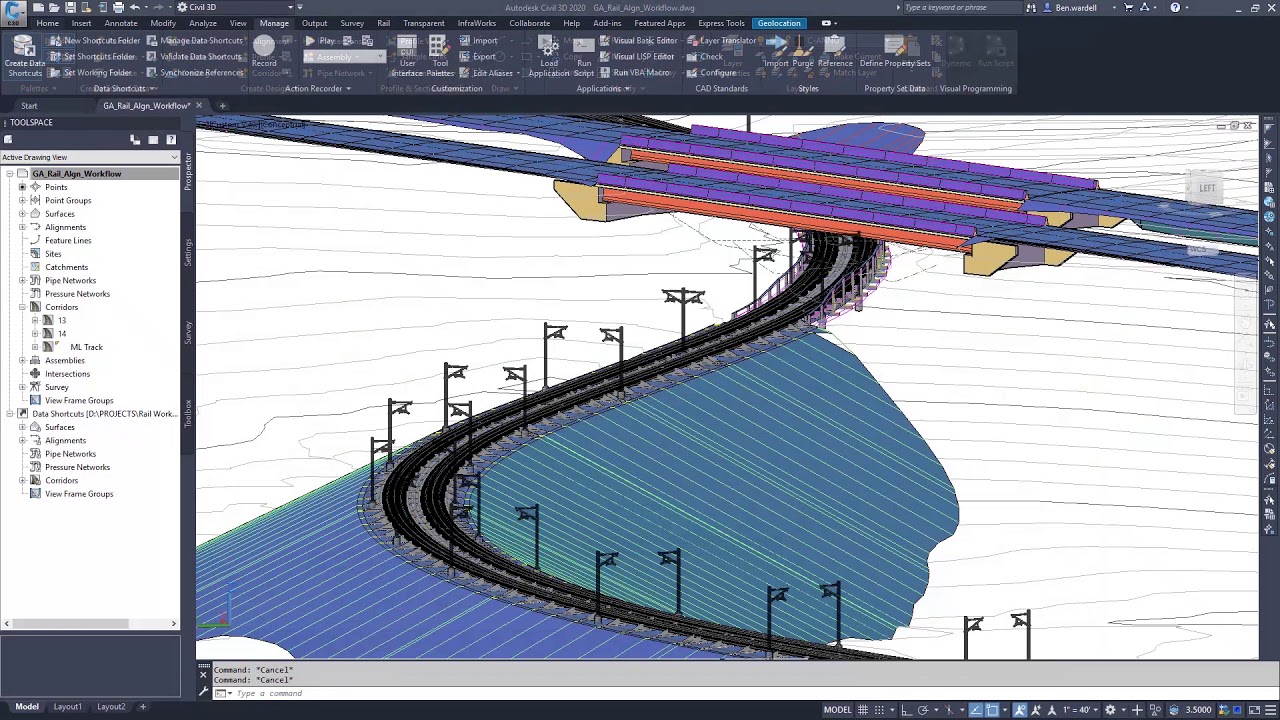 Civil 3D
Autodesk Civil 3D 2020 GA_Rail_Algn_Workflow.dwg
Type a keyword or phrase
Ben.wardell
C3D
Home Insert Annotate Modify Analyze View Manage Output Survey Rail Transparent InfraWorks Collaborate Help Add-ins Featured Apps Express Tools Geolocation
Create Data Shortcuts
New Shortcuts Folder
Set Shortcuts Folder
Set Working Folder
Manage Data Shortcuts
Validate Data Shortcuts
Synchronize References
Record
Play
Assembly
User Interface
Tool Palettes
Import
Export
Edit Aliases
Load Application
Run Script
Visual Basic Editor
Visual LISP Editor
Run VBA Macro
Layer Translator
Check
Configure
Import
Purge
Reference
Define Property Sets
Data Shortcuts
Action Recorder
Customization
Applications
CAD Standards
Styles
Property Set Data
Visual Programming
Start
GA_Rail_Algn_Workflow*
TOOLSPACE
Active Drawing View
GA_Rail_Algn_Workflow
Points
Point Groups
Surfaces
Alignments
Feature Lines
Sites
Catchments
Pipe Networks
Pressure Networks
Corridors
13
14
ML Track
Assemblies
Intersections
Survey
View Frame Groups
Data Shortcuts [D:\PROJECTS\Rail Work...
Surfaces
Alignments
Pipe Networks
Pressure Networks
Corridors
View Frame Groups
Prospector
Settings
Survey
Toolbox
LEFT
WCS
Command: *Cancel*
Command: *Cancel*
Type a command
Model Layout1 Layout2
MODEL
1" = 40'
3.5000